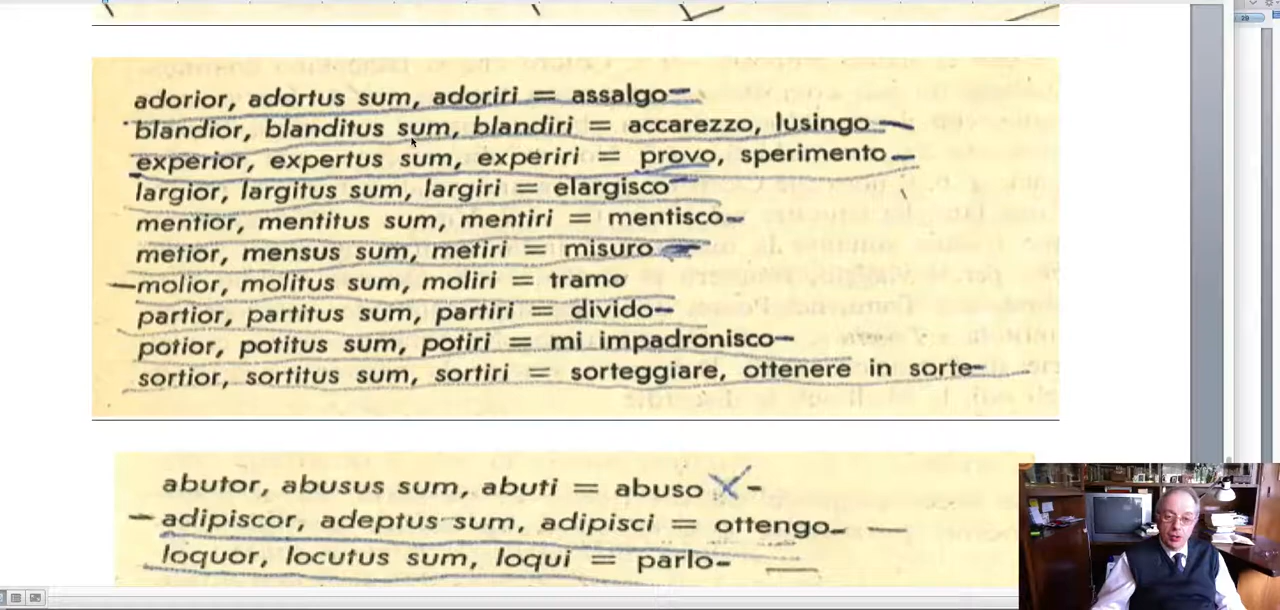 adorior, adortus sum, adoriri = assalgo
blandior, blanditus sum, blandiri = accarezzo, lusingo
experior, expertus sum, experiri = provo, sperimento
largior, largitus sum, largiri = elargisco
mentior, mentitus sum, mentiri = mentisco
metior, mensus sum, metiri = misuro
molior, molitus sum, moliri = tramo
partior, partitus sum, partiri = divido
potior, potitus sum, potiri = mi impadronisco
sortior, sortitus sum, sortiri = sorteggiare, ottenere in sorte
abutor, abusus sum, abuti = abuso
adipiscor, adeptus sum, adipisci = ottengo
loquor, locutus sum, loqui = parlo